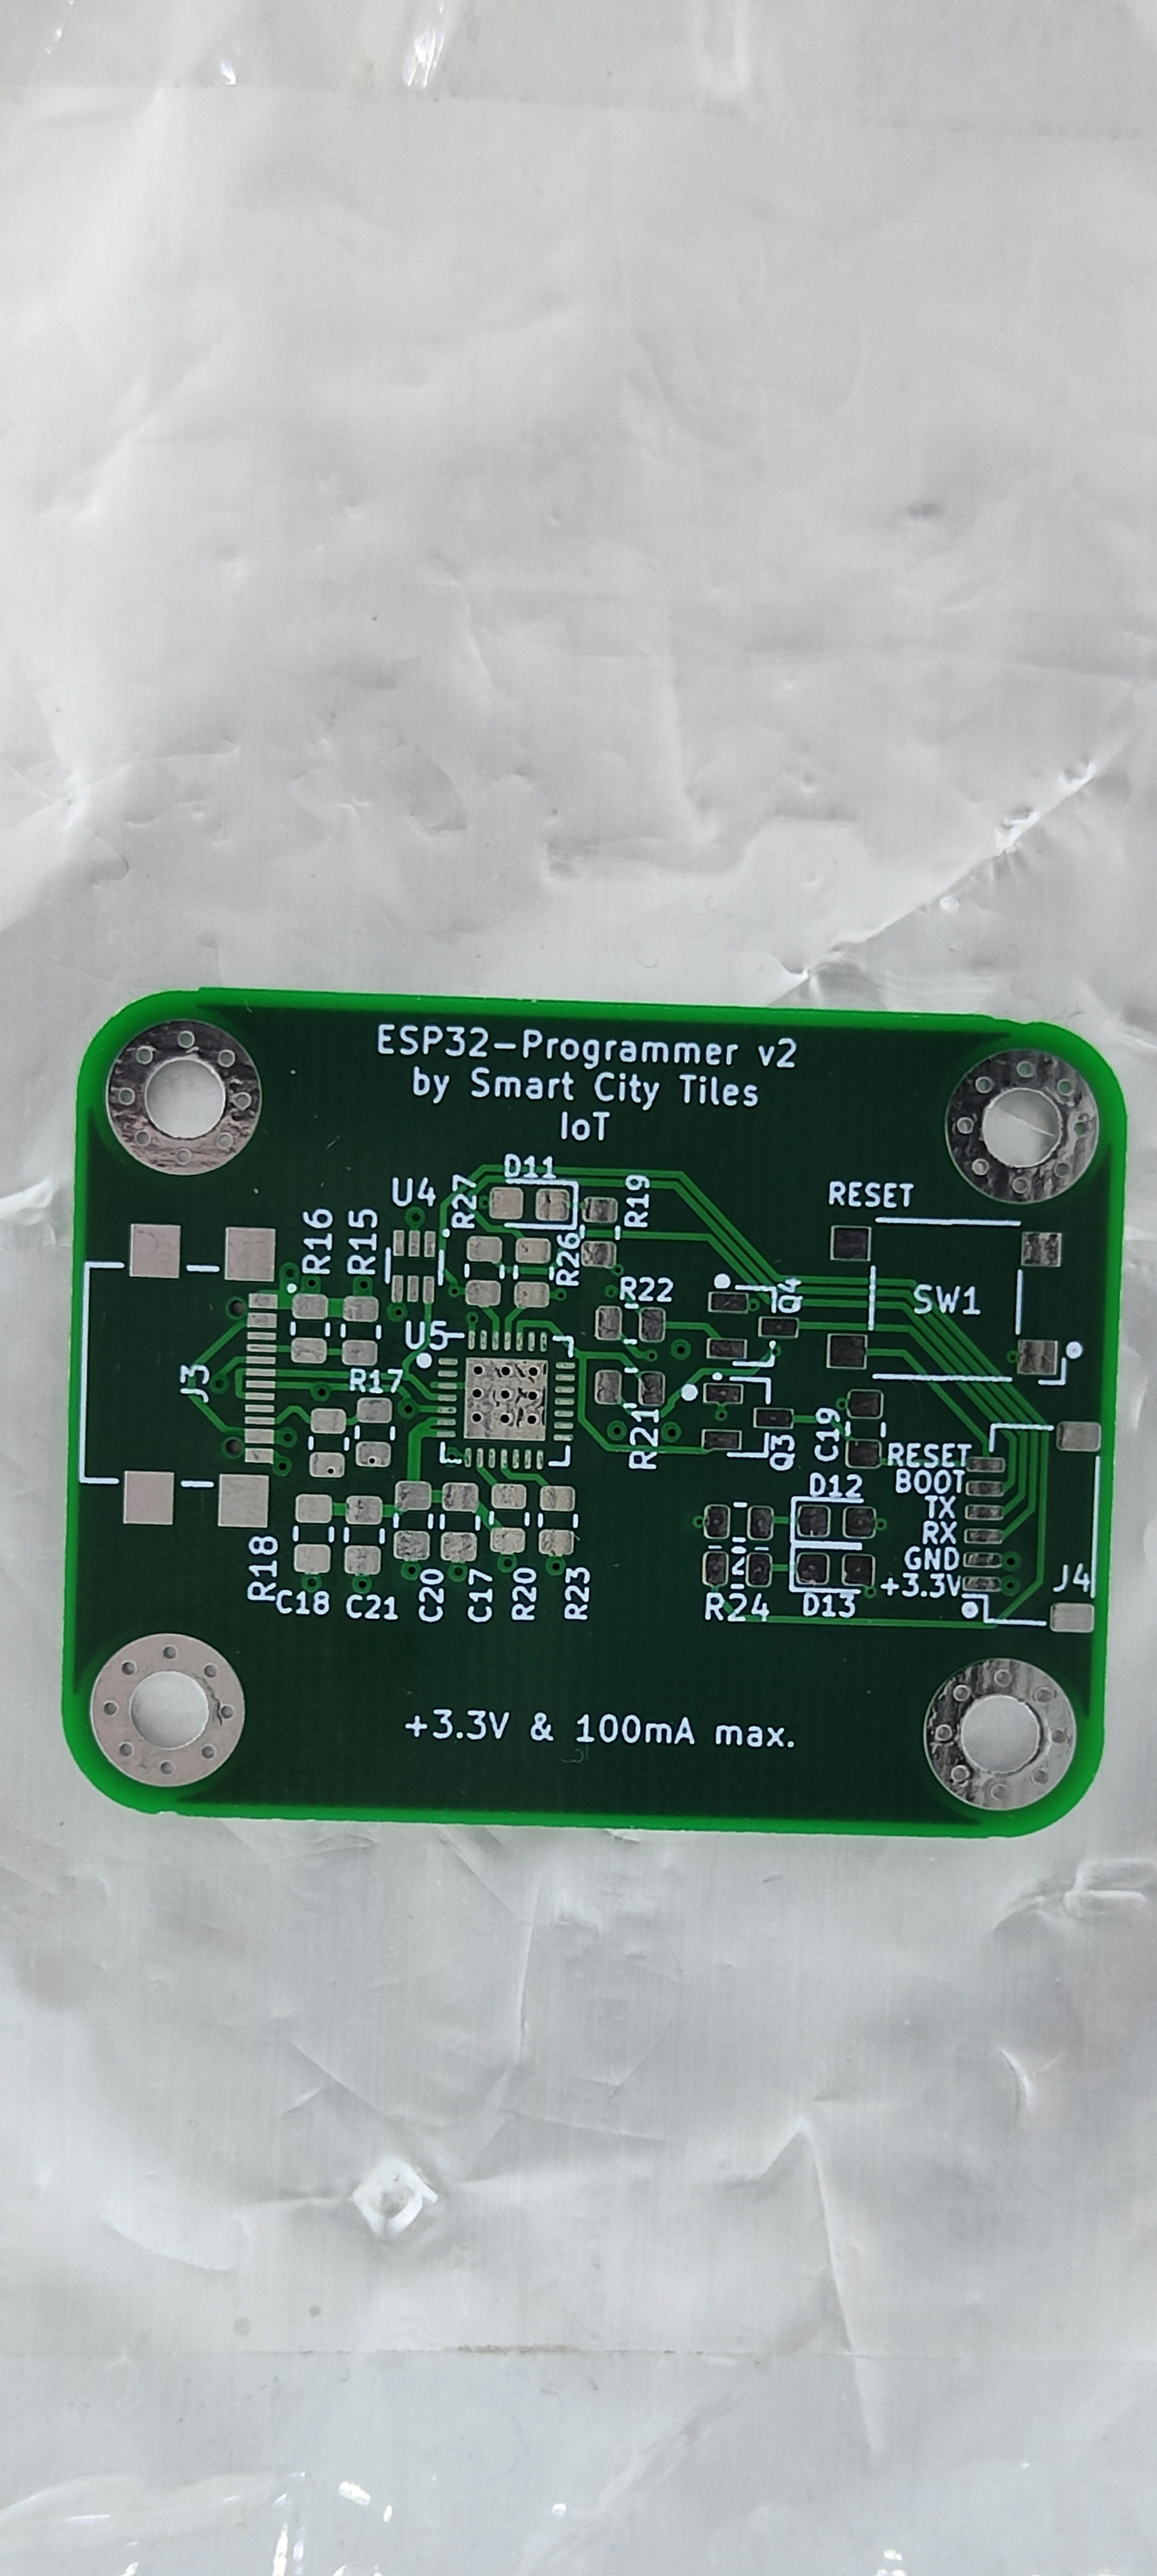 ESP32-Programmer v2
by Smart City Tiles
IoT
D11
U4
R27
R19
RESET
R16
R15
R26
R22
Q4
SW1
U5
J3
R17
R21
Q3
C19
RESET
BOOT
D12
TX
RX
GND
+3.3V
J4
R18
C18
C21
C20
C17
R20
R23
R24
D13
+3.3V & 100mA max.